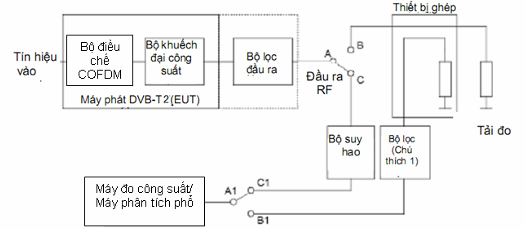 Thiết bị ghép
Tín hiệu
vào
Bộ điều
chế
COFDM
Bộ khuếch
đại công
suất
Bộ lọc
đầu ra
Máy phát DVB-T2 (EUT)
A
B
C
Đầu ra
RF
Tải đo
Bộ suy
hao
Bộ lọc
(Chú
thích 1)
Máy đo công suất/
Máy phân tích phổ
A1
C1
B1